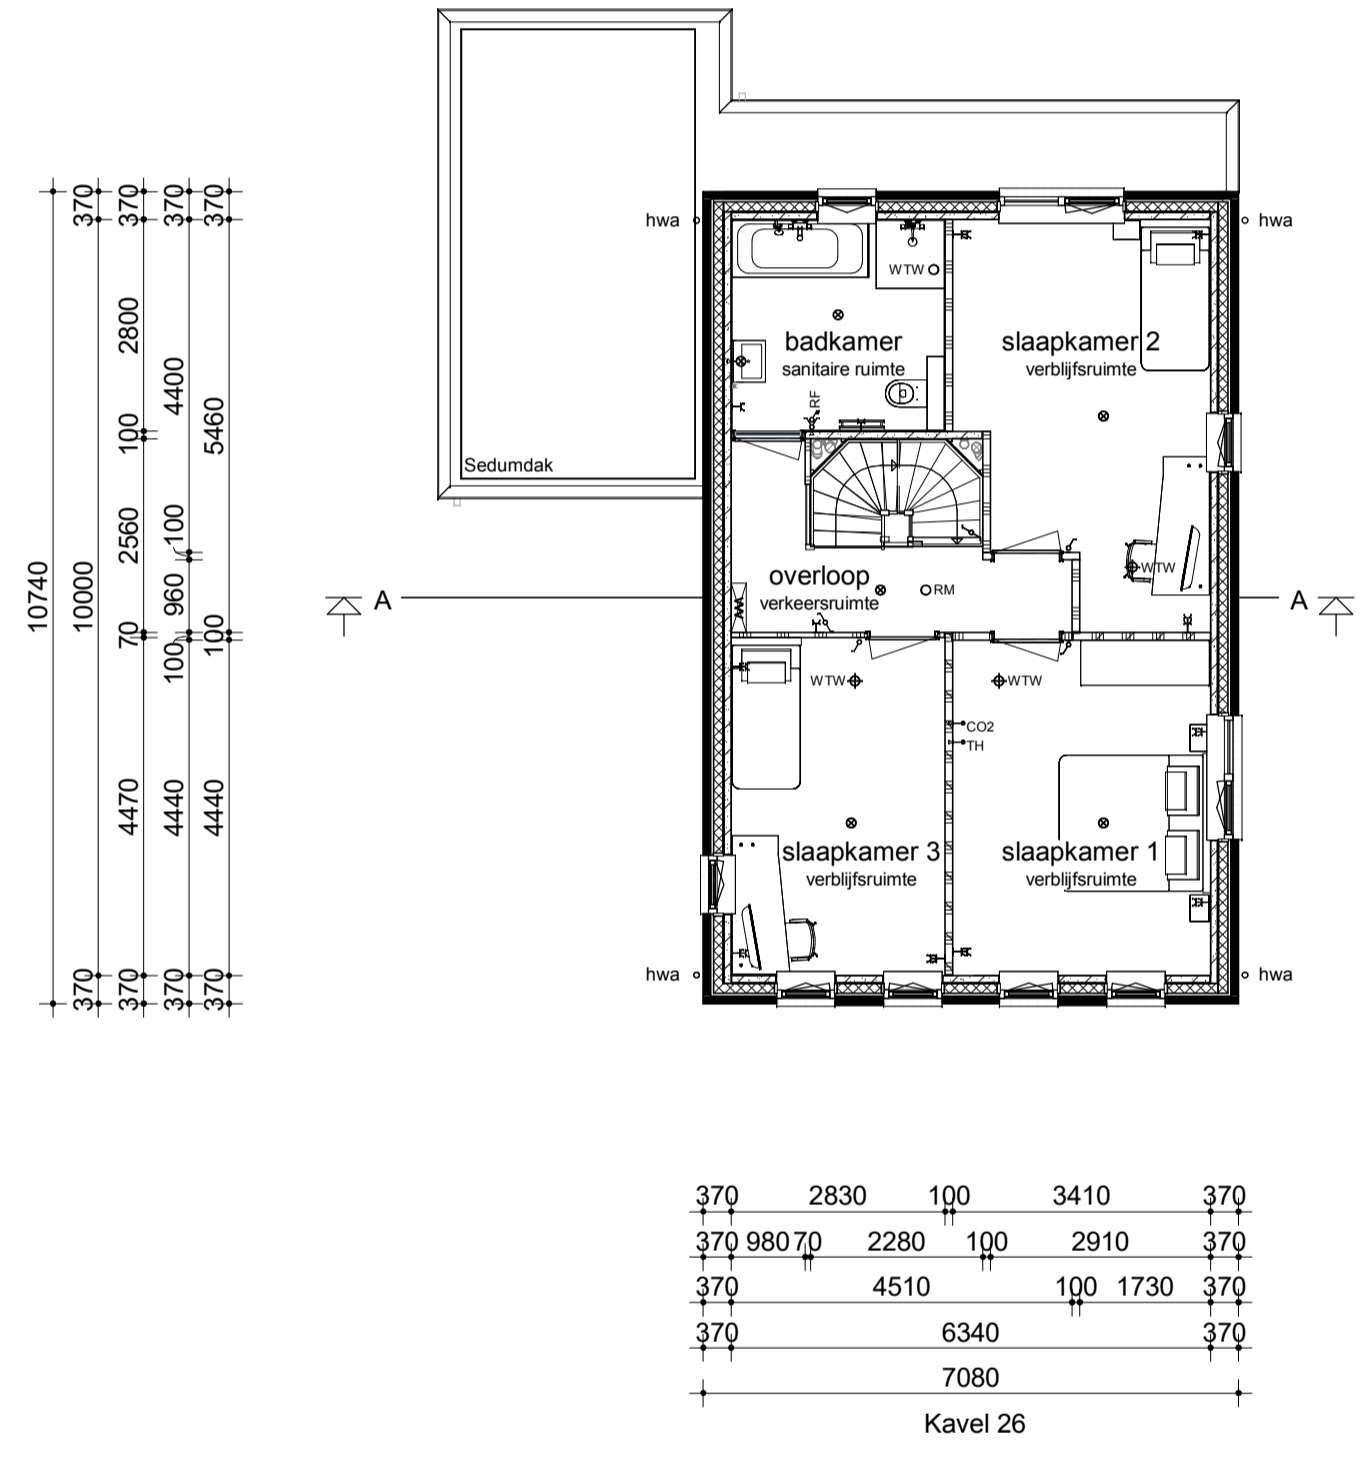 hwa
hwa
WTW
badkamer
sanitaire ruimte
slaapkamer 2
verblijfsruimte
RF
Sedumdak
WTW
overloop
verkeersruimte
RM
A
A
WTW
WTW
CO2
TH
slaapkamer 3
verblijfsruimte
slaapkamer 1
verblijfsruimte
hwa
hwa
10740
370 10000 370
370 2800 100 2560 70 4470 370
370 4400 100 960 100 4440 370
370 5460 100 4440 370
370 2830 100 3410 370
370 980 70 2280 100 2910 370
370 4510 100 1730 370
370 6340 370
7080
Kavel 26